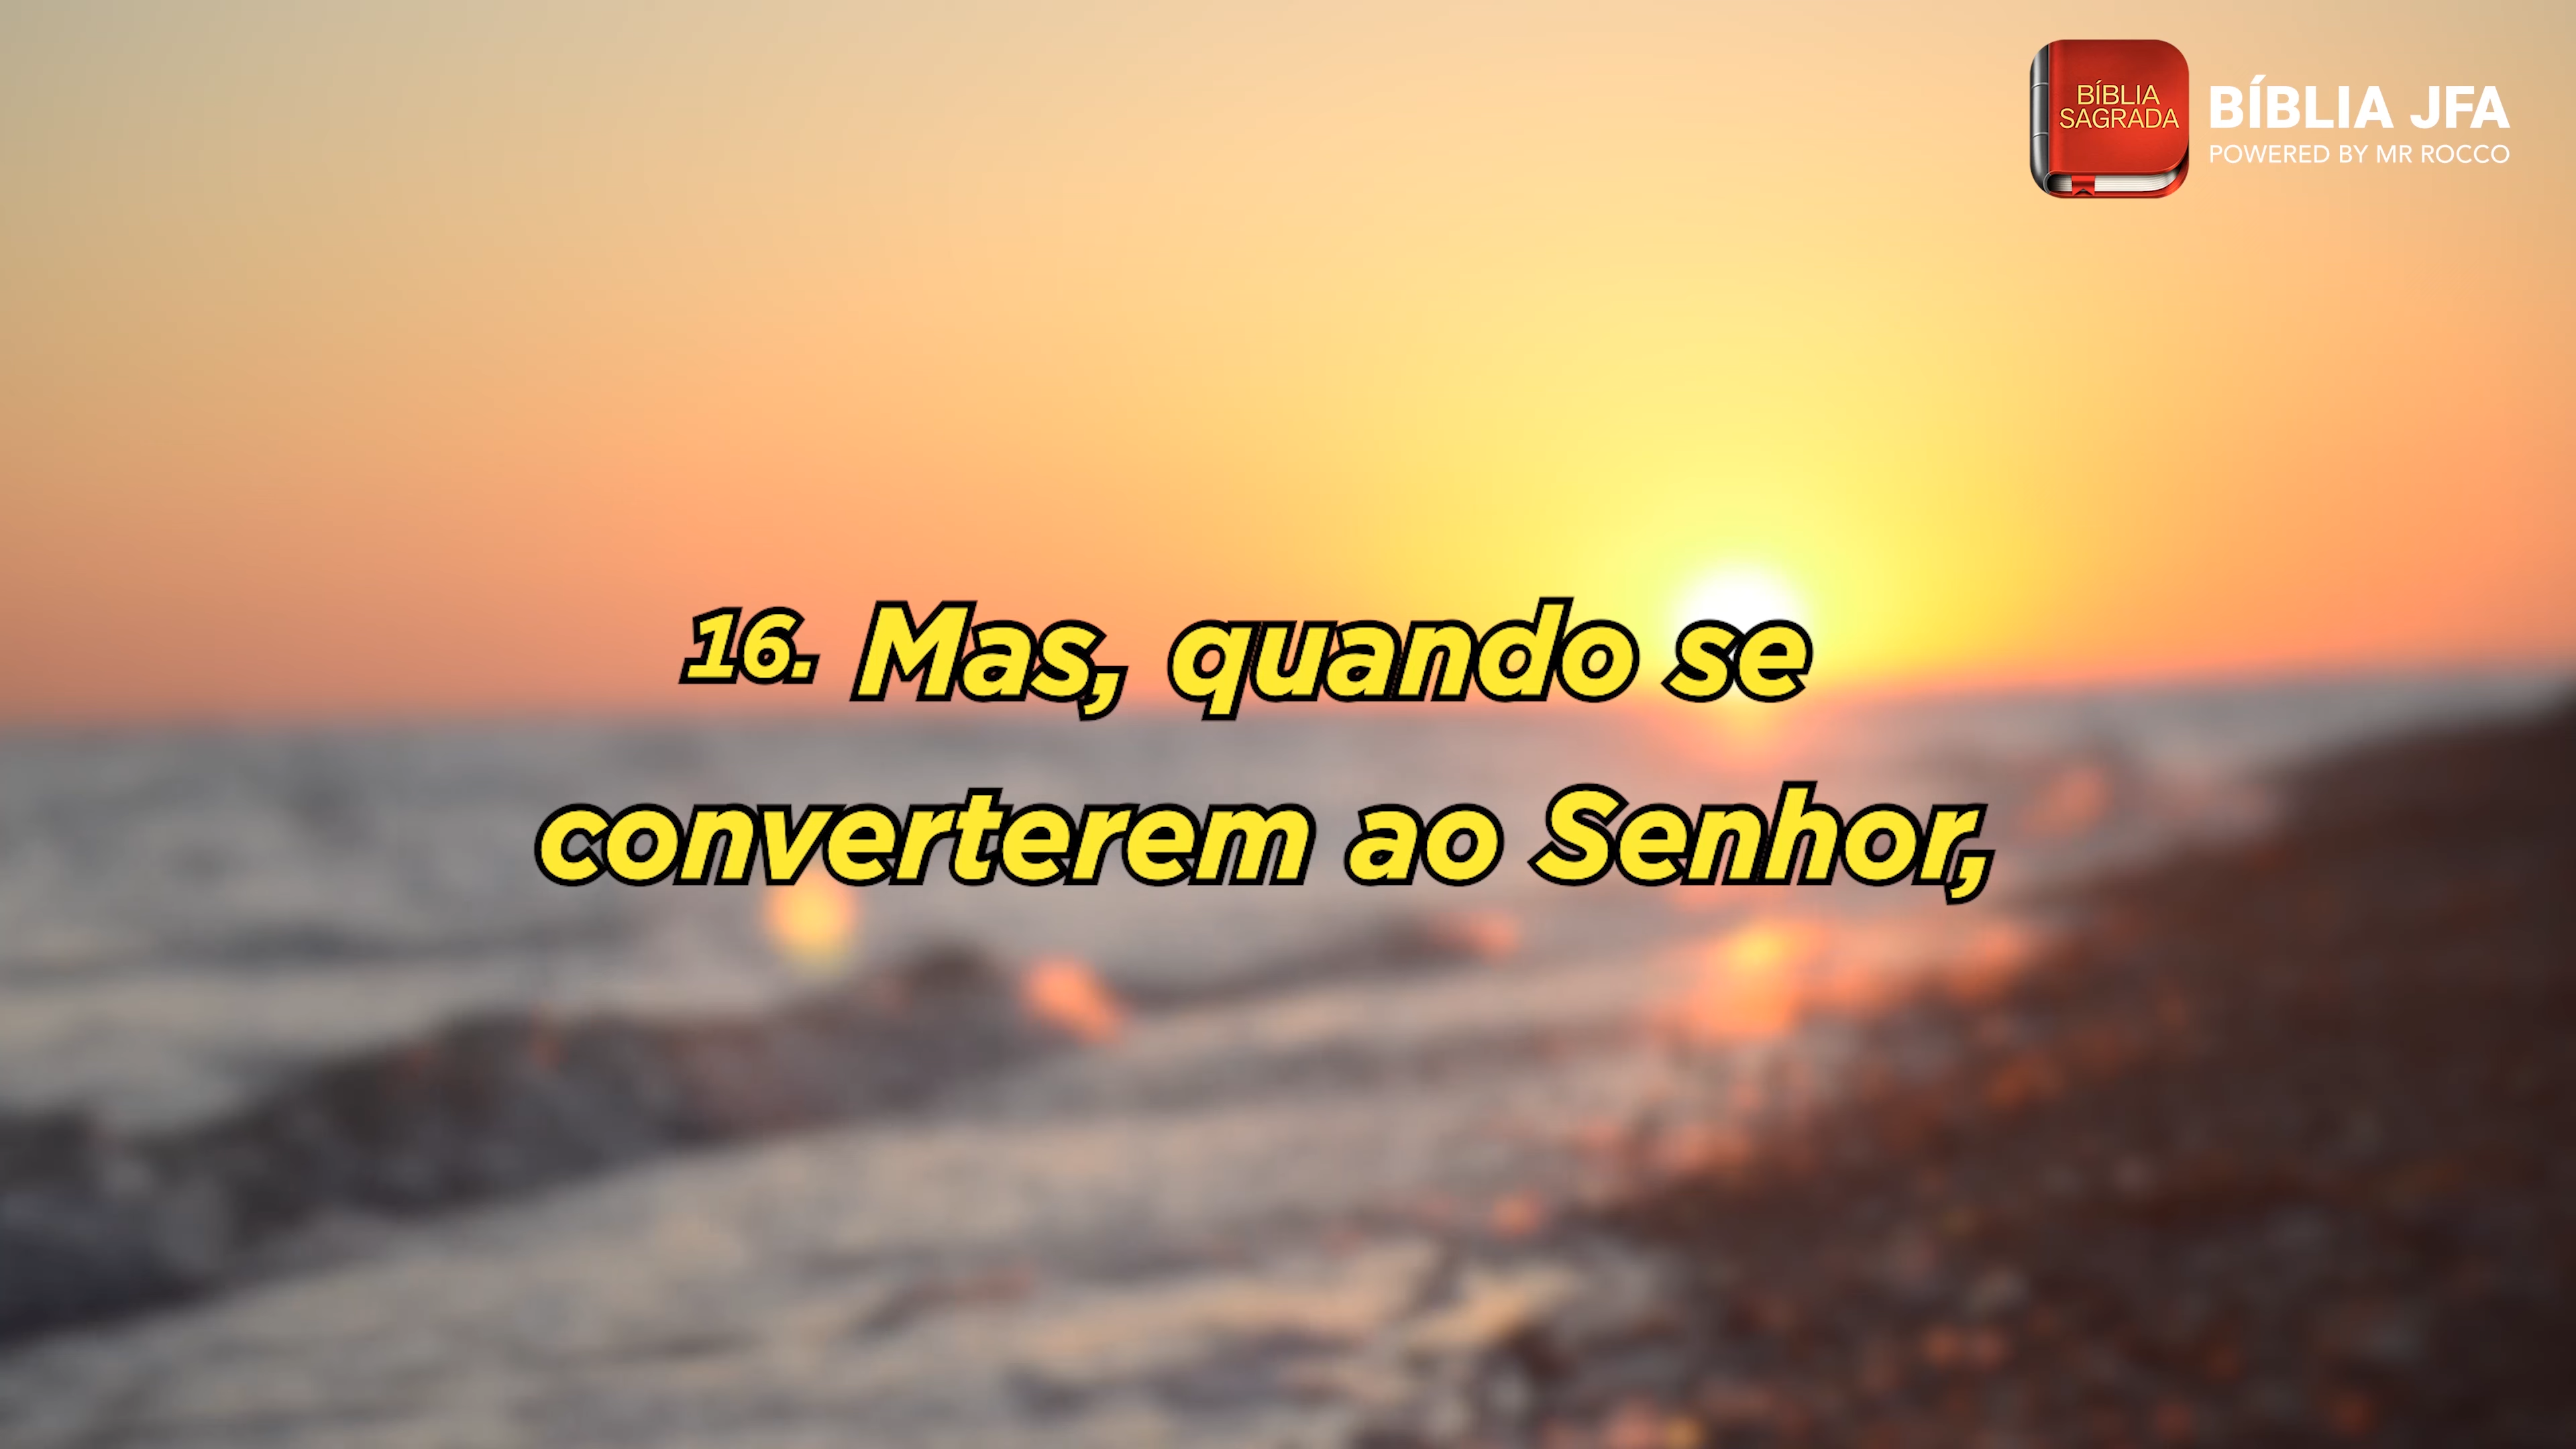 BÍBLIA
SAGRADA
BÍBLIA JFA
POWERED BY MR ROCCO
16. Mas, quando se
converterem ao Senhor,